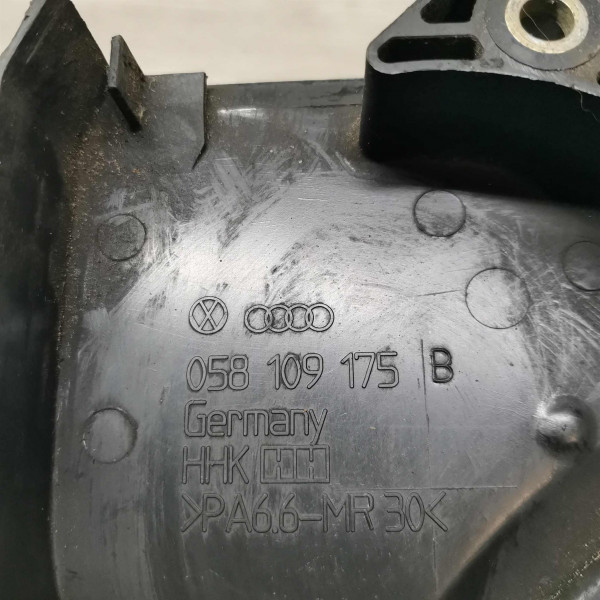 058 109 175 B
Germany
HHK
>PA6.6-MR 30<